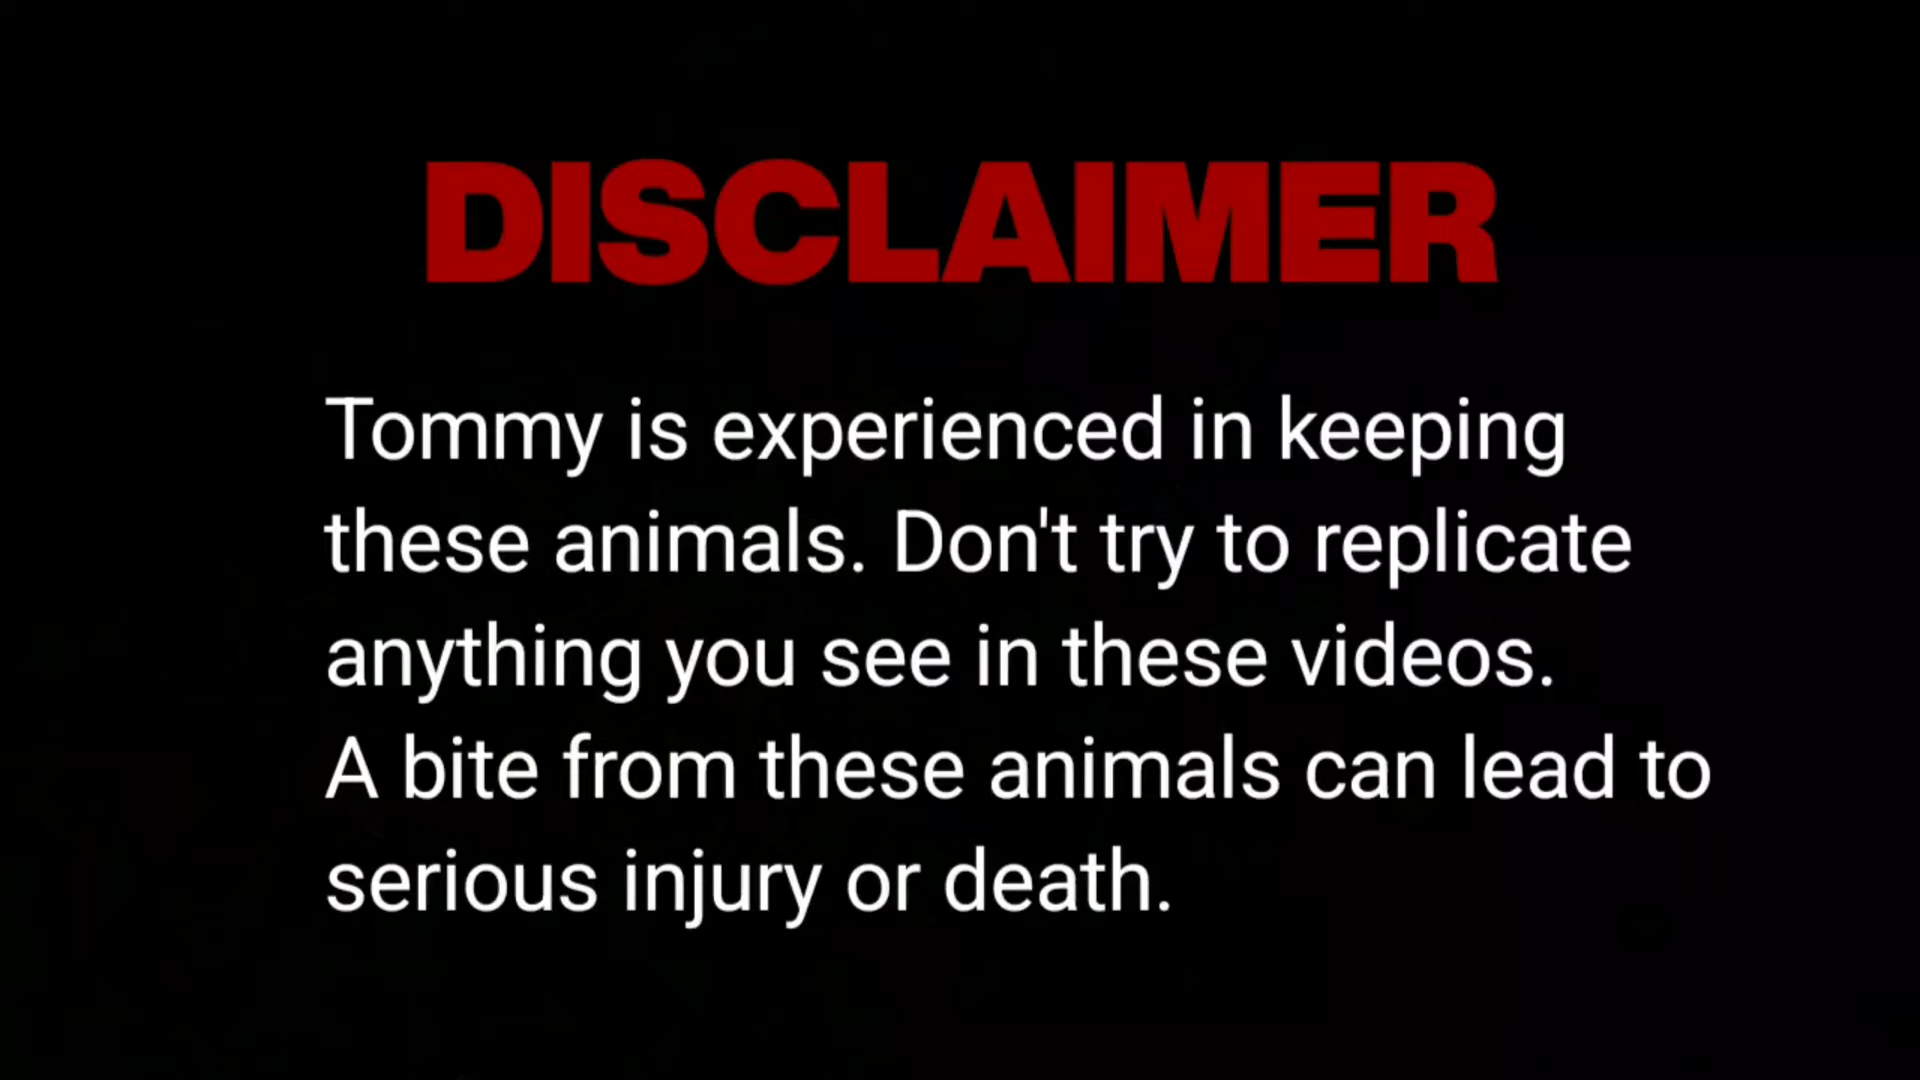 DISCLAIMER
Tommy is experienced in keeping
these animals. Don't try to replicate
anything you see in these videos.
A bite from these animals can lead to
serious injury or death.